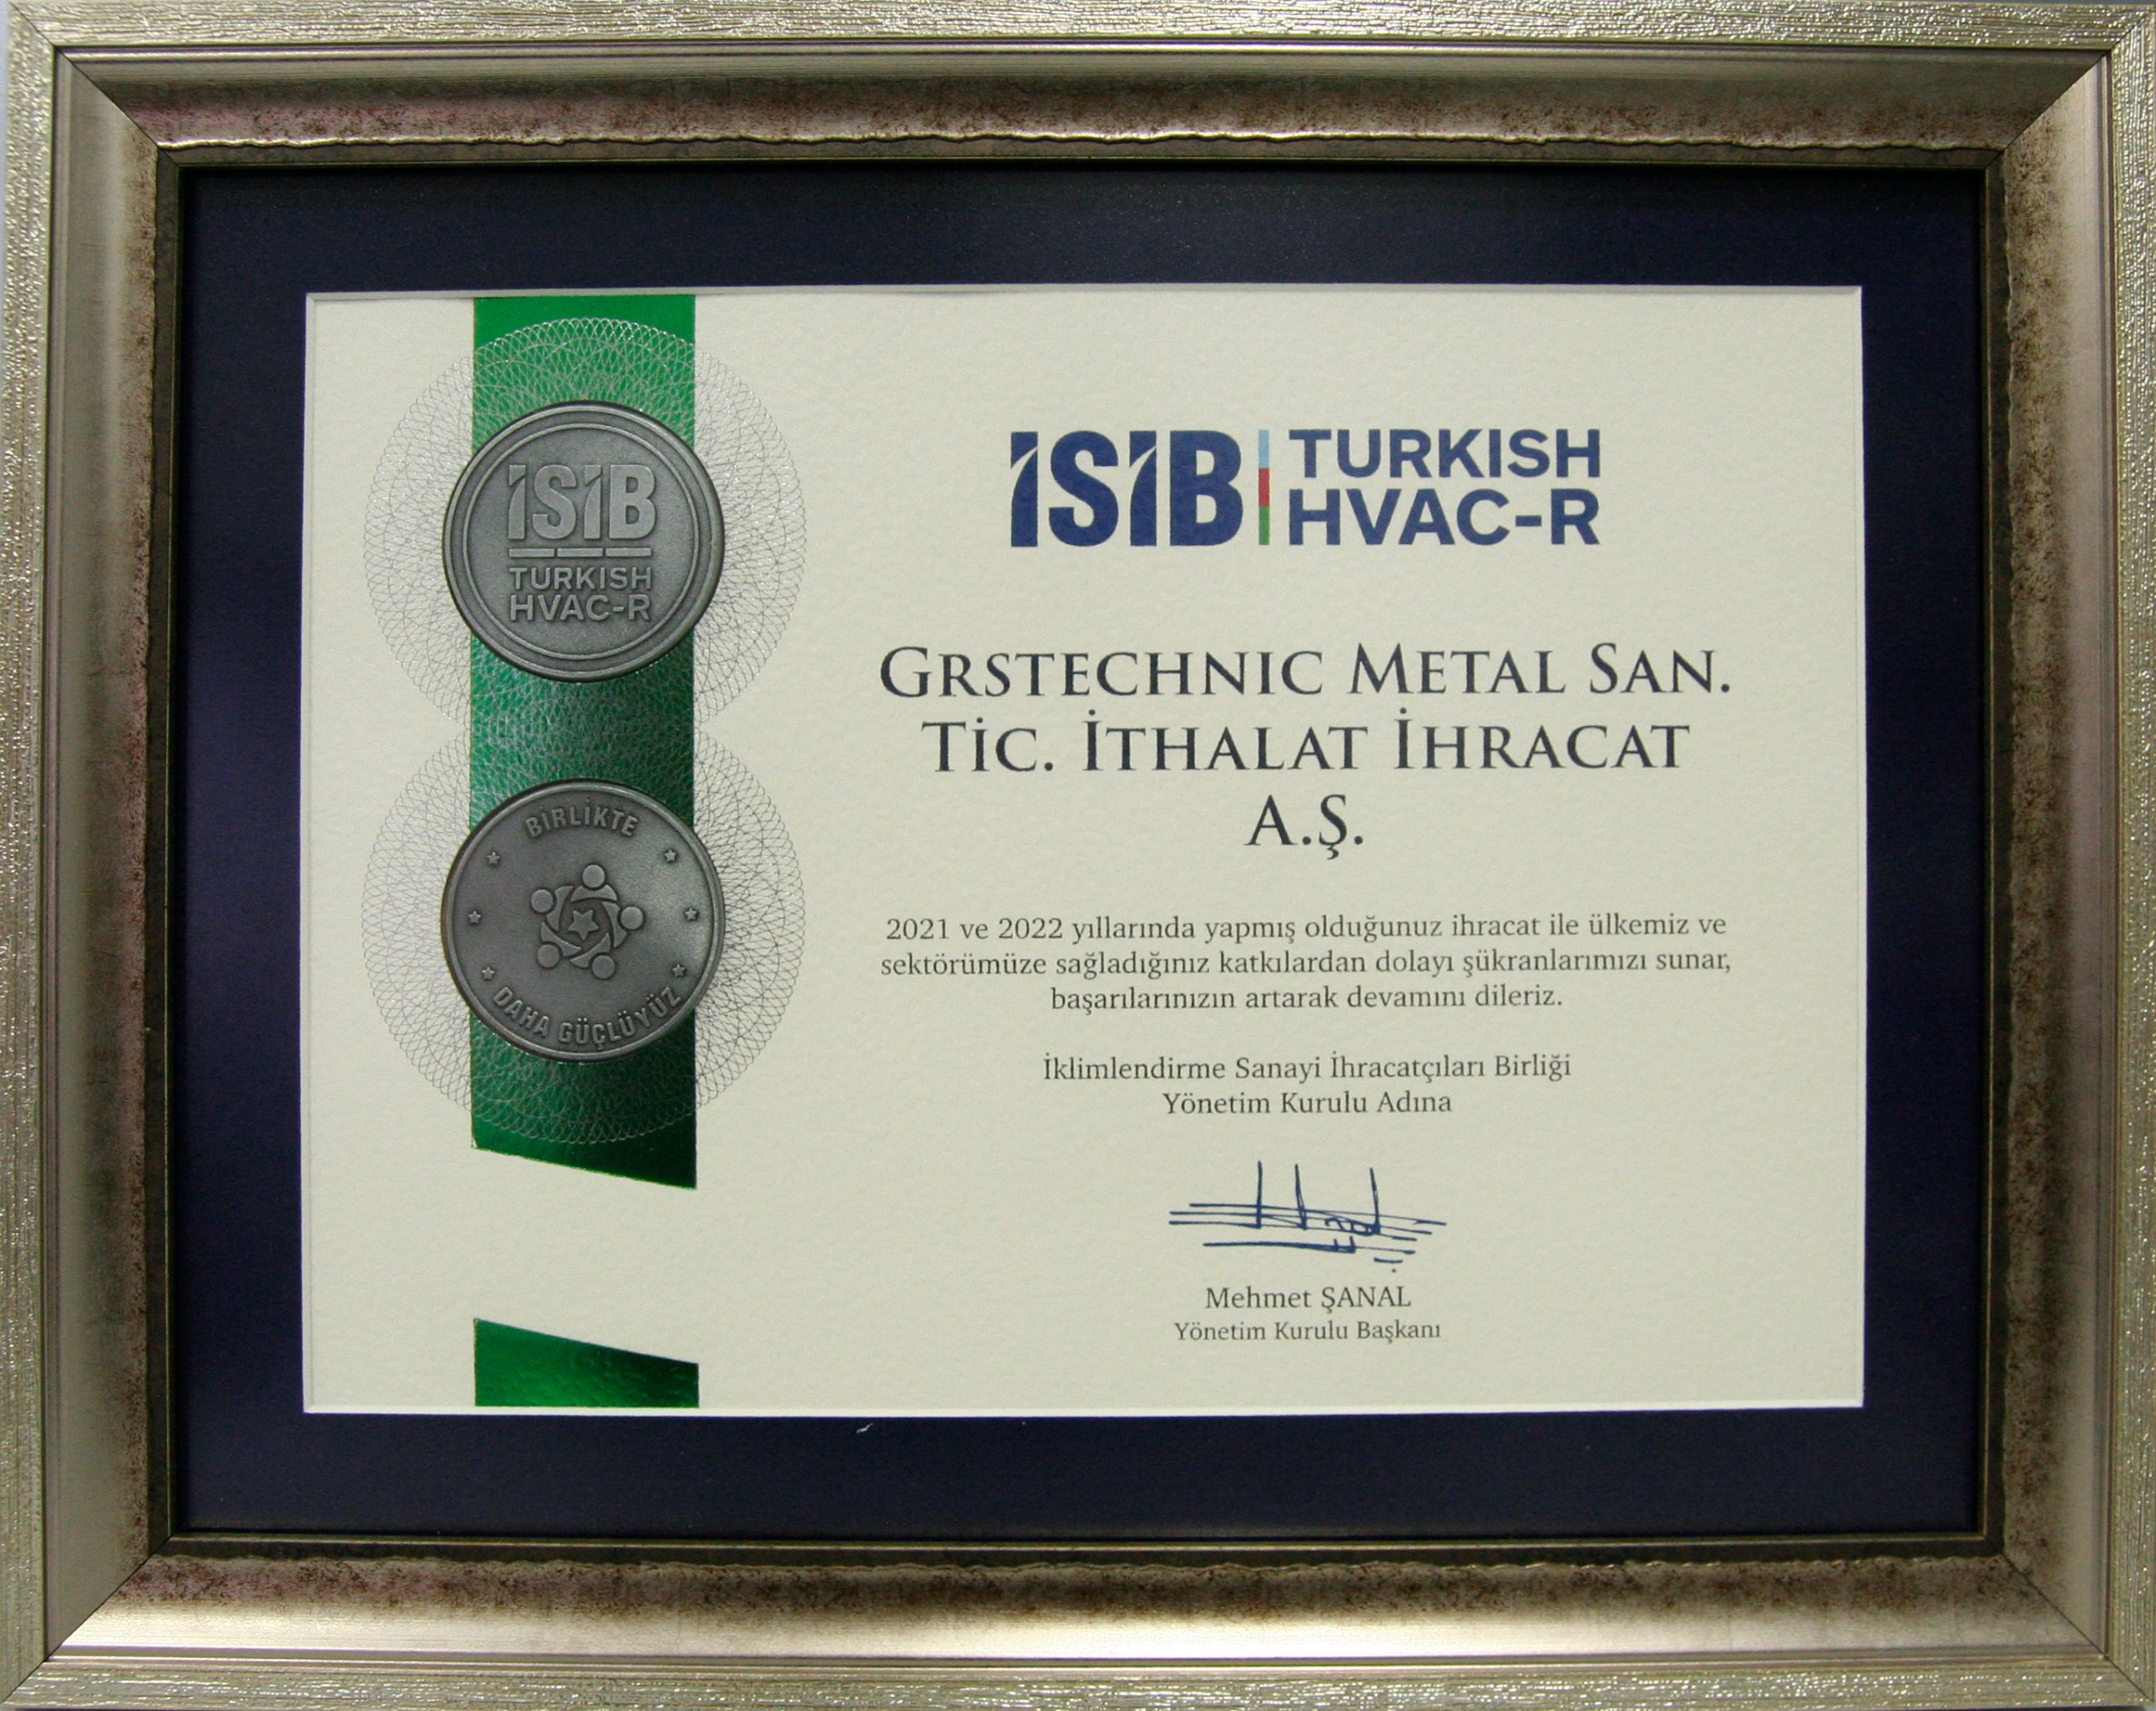 İSİB
TURKISH
HVAC-R
BİRLİKTE
DAHA GÜÇLÜYÜZ
İSİB TURKISH
HVAC-R
GRSTECHNIC METAL SAN.
TİC. İTHALAT İHRACAT
A.Ş.
2021 ve 2022 yıllarında yapmış olduğunuz ihracat ile ülkemiz ve
sektörümüze sağladığınız katkılardan dolayı şükranlarımızı sunar,
başarılarınızın artarak devamını dileriz.
İklimlendirme Sanayi İhracatçıları Birliği
Yönetim Kurulu Adına
Mehmet ŞANAL
Yönetim Kurulu Başkanı